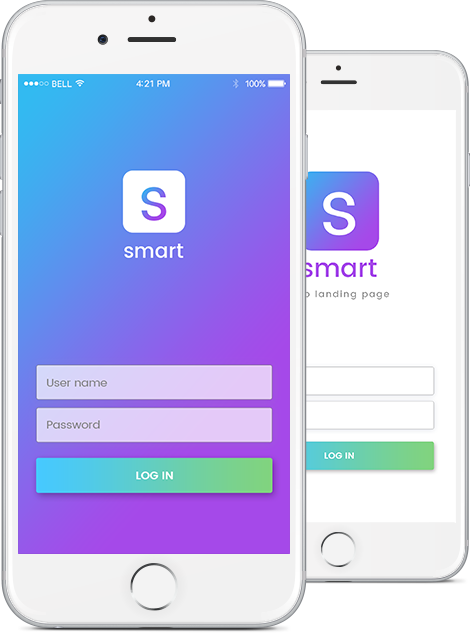 BELL
4:21 PM
100%
S
smart
User name
Password
LOG IN
S
smart
landing page
LOG IN